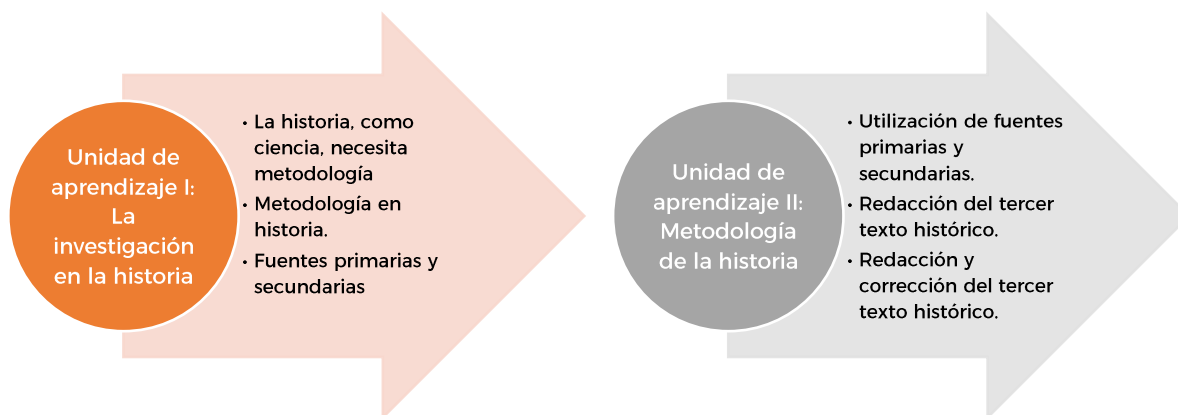 Unidad de
aprendizaje I:
La
investigación
en la historia
• La historia, como
ciencia, necesita
metodología
• Metodología en
historia.
• Fuentes primarias y
secundarias
Unidad de
aprendizaje II:
Metodología
de la historia
• Utilización de fuentes
primarias y
secundarias.
• Redacción del tercer
texto histórico.
• Redacción y
corrección del tercer
texto histórico.